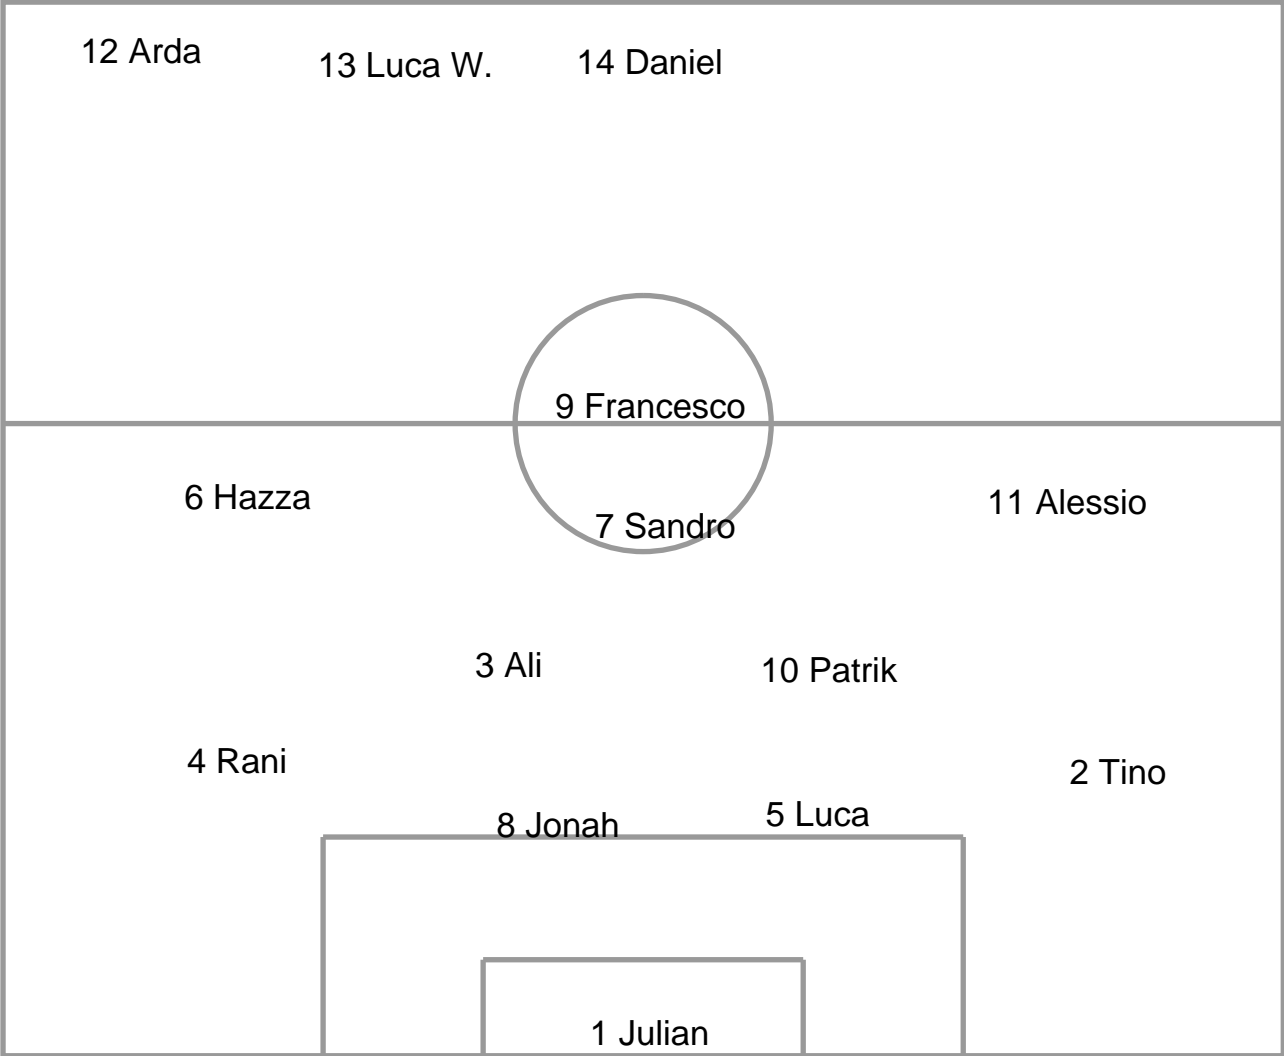 12 Arda
13 Luca W.
14 Daniel
9 Francesco
6 Hazza
11 Alessio
7 Sandro
3 Ali
10 Patrik
4 Rani
2 Tino
8 Jonah
5 Luca
1 Julian